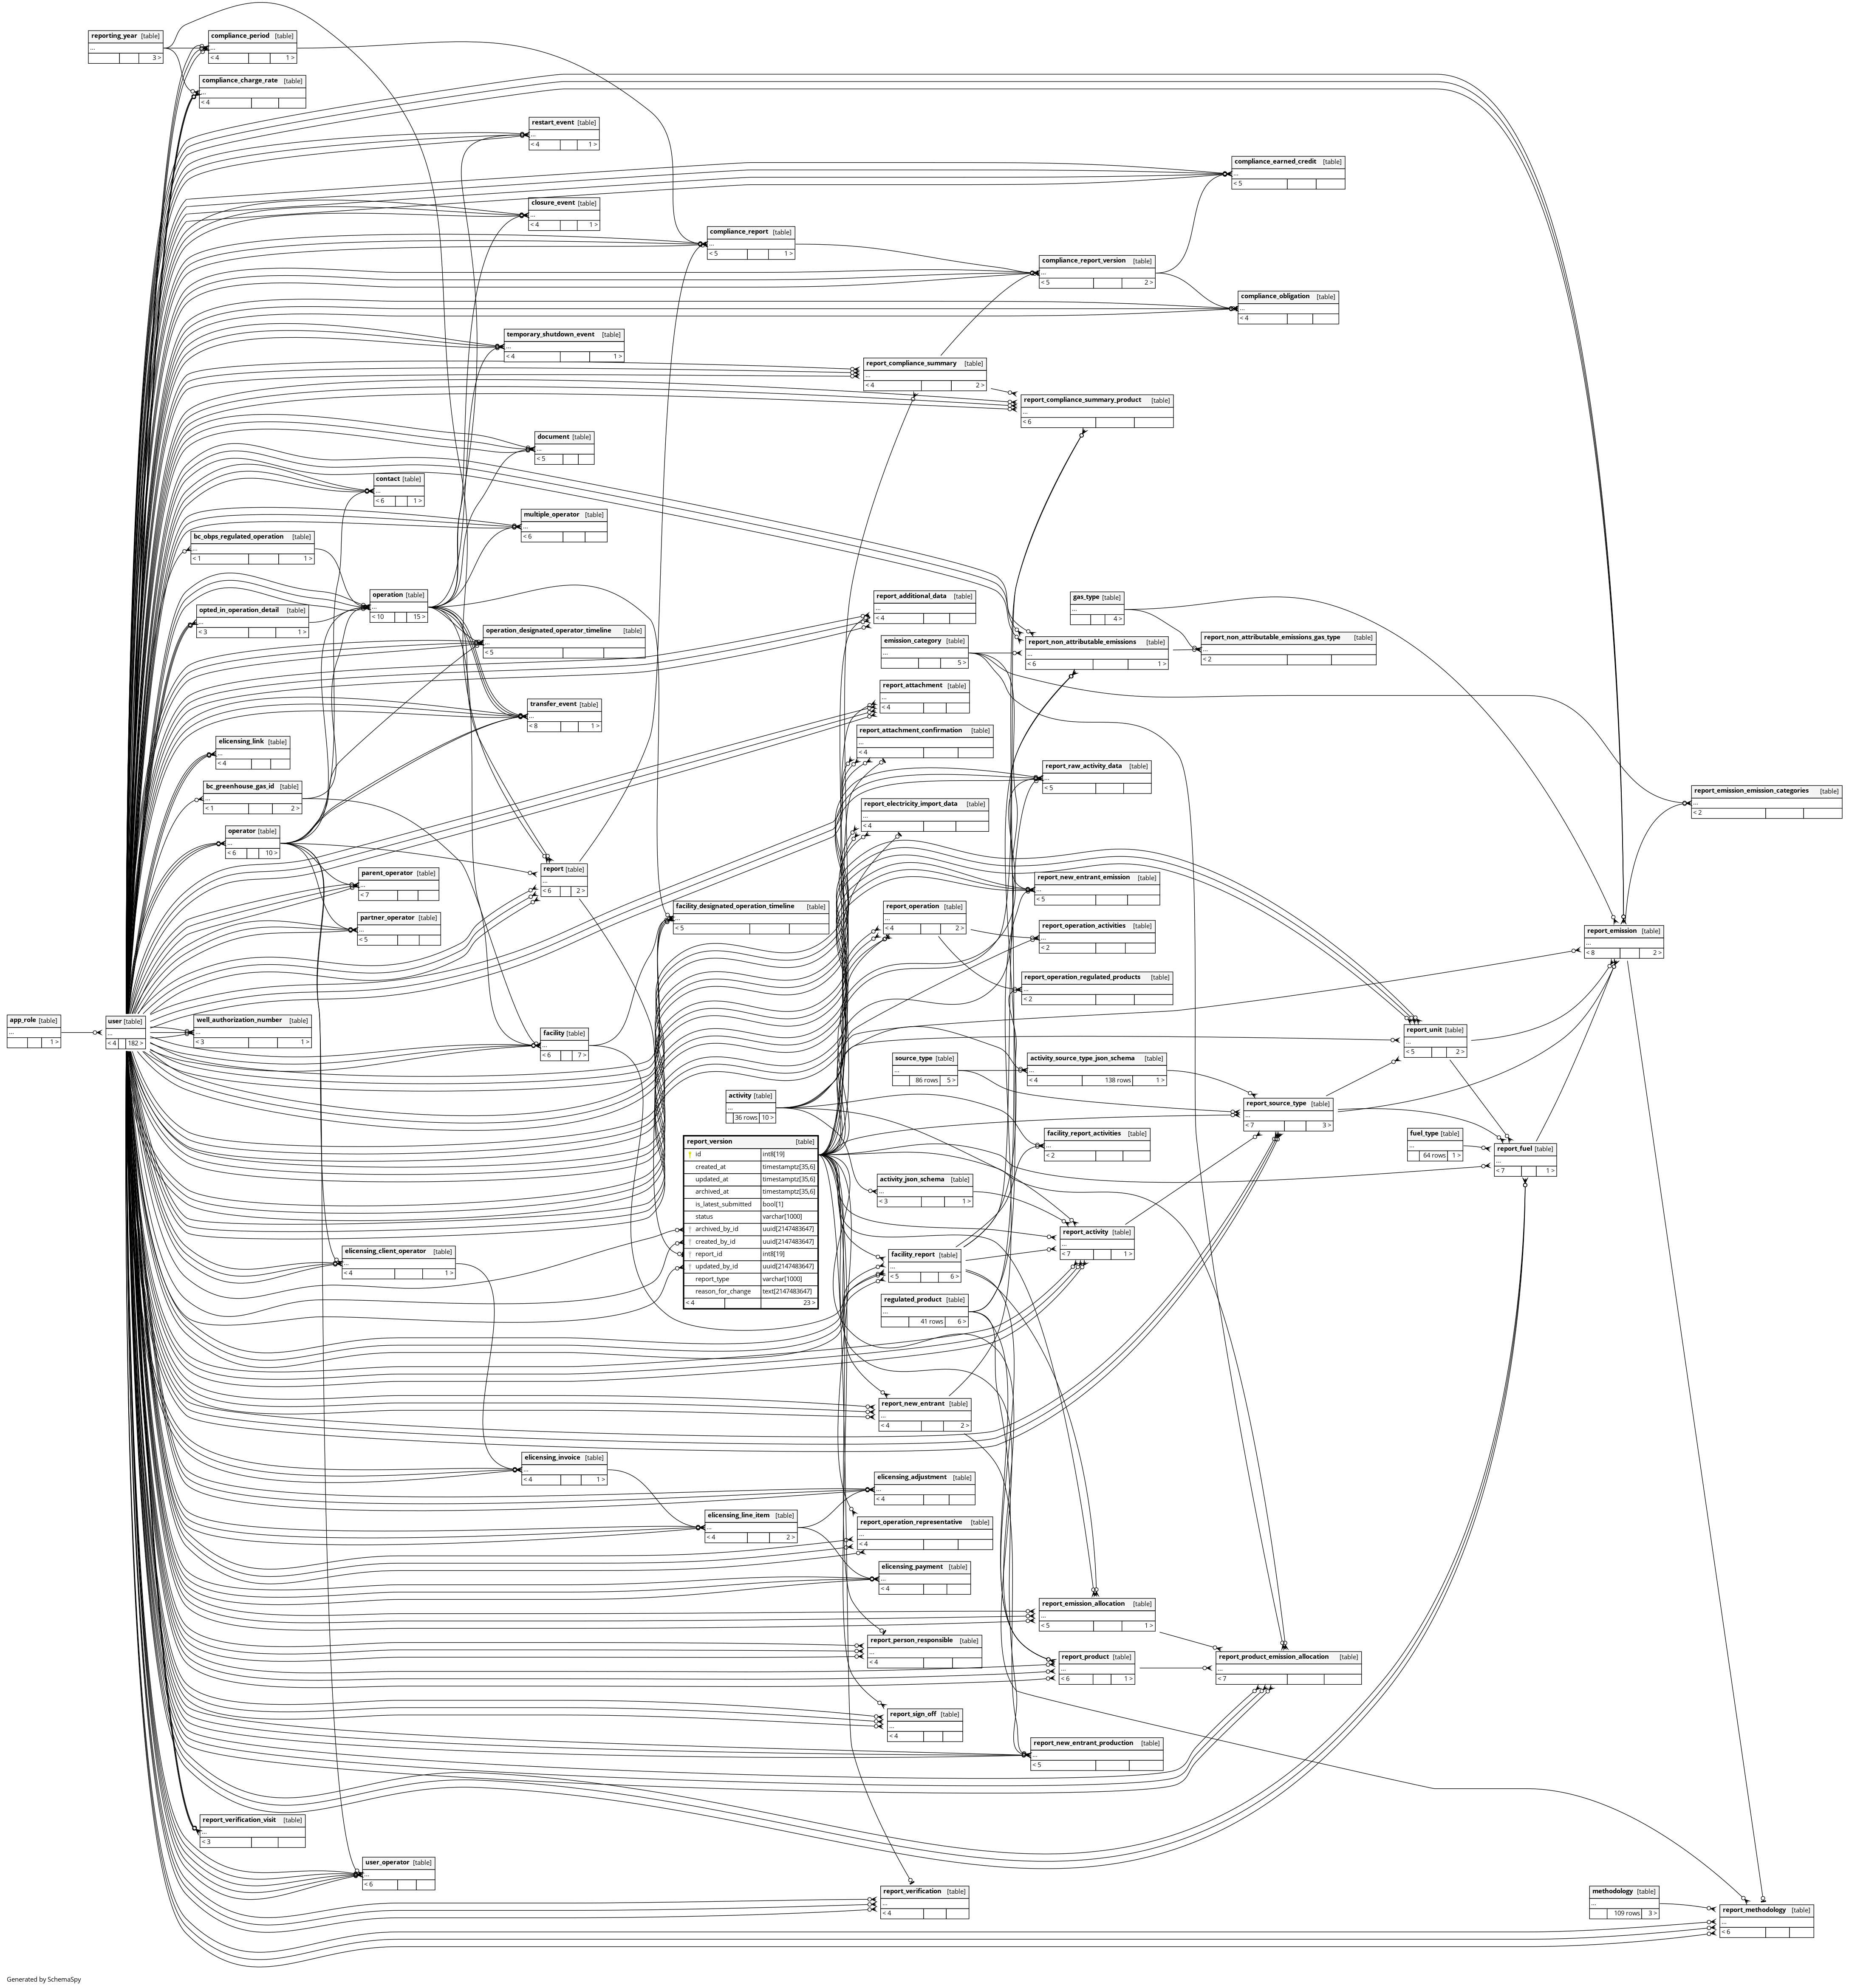 reporting_year [table]
...
3 >
compliance_period [table]
...
< 4 1 >
compliance_charge_rate [table]
...
< 4
restart_event [table]
...
< 4 1 >
compliance_earned_credit [table]
...
< 5
closure_event [table]
...
< 4 1 >
compliance_report [table]
...
< 5 1 >
compliance_report_version [table]
...
< 5 2 >
compliance_obligation [table]
...
< 4
temporary_shutdown_event [table]
...
< 4 1 >
report_compliance_summary [table]
...
< 4 2 >
report_compliance_summary_product [table]
...
< 6
document [table]
...
< 5
contact [table]
...
< 6 1 >
multiple_operator [table]
...
< 6
bc_obps_regulated_operation [table]
...
< 1 1 >
operation [table]
...
< 10 15 >
opted_in_operation_detail [table]
...
< 3 1 >
operation_designated_operator_timeline [table]
...
< 5
report_additional_data [table]
...
< 4
gas_type [table]
...
4 >
emission_category [table]
...
5 >
report_non_attributable_emissions [table]
...
< 6 1 >
report_non_attributable_emissions_gas_type [table]
...
< 2
report_attachment [table]
...
< 4
transfer_event [table]
...
< 8 1 >
report_attachment_confirmation [table]
...
< 4
elicensing_link [table]
...
< 4
report_raw_activity_data [table]
...
< 5
bc_greenhouse_gas_id [table]
...
< 1 2 >
report_emission_emission_categories [table]
...
< 2
report_electricity_import_data [table]
...
< 4
operator [table]
...
< 6 10 >
report [table]
...
< 6 2 >
parent_operator [table]
...
< 7
report_new_entrant_emission [table]
...
< 5
facility_designated_operation_timeline [table]
...
< 5
report_operation [table]
...
< 4 2 >
partner_operator [table]
...
< 5
report_operation_activities [table]
...
< 2
report_emission [table]
...
< 8 2 >
report_operation_regulated_products [table]
...
< 2
app_role [table]
...
1 >
user [table]
...
< 4 182 >
well_authorization_number [table]
...
< 3 1 >
facility [table]
...
< 6 7 >
report_unit [table]
...
< 5 2 >
source_type [table]
...
86 rows 5 >
activity_source_type_json_schema [table]
...
< 4 138 rows 1 >
activity [table]
...
36 rows 10 >
report_source_type [table]
...
< 7 3 >
facility_report_activities [table]
...
< 2
fuel_type [table]
...
64 rows 1 >
report_fuel [table]
...
< 7 1 >
report_version [table]
id int8[19]
created_at timestamptz[35,6]
updated_at timestamptz[35,6]
archived_at timestamptz[35,6]
is_latest_submitted bool[1]
status varchar[1000]
archived_by_id uuid[2147483647]
created_by_id uuid[2147483647]
report_id int8[19]
updated_by_id uuid[2147483647]
report_type varchar[1000]
reason_for_change text[2147483647]
< 4 23 >
activity_json_schema [table]
...
< 3 1 >
report_activity [table]
...
< 7 1 >
elicensing_client_operator [table]
...
< 4 1 >
facility_report [table]
...
< 5 6 >
regulated_product [table]
...
41 rows 6 >
report_new_entrant [table]
...
< 4 2 >
elicensing_invoice [table]
...
< 4 1 >
elicensing_adjustment [table]
...
< 4
elicensing_line_item [table]
...
< 4 2 >
report_operation_representative [table]
...
< 4
elicensing_payment [table]
...
< 4
report_emission_allocation [table]
...
< 5 1 >
report_person_responsible [table]
...
< 4
report_product [table]
...
< 6 1 >
report_product_emission_allocation [table]
...
< 7
report_sign_off [table]
...
< 4
report_new_entrant_production [table]
...
< 5
report_verification_visit [table]
...
< 3
user_operator [table]
...
< 6
report_verification [table]
...
< 4
methodology [table]
...
109 rows 3 >
report_methodology [table]
...
< 6
Generated by SchemaSpy